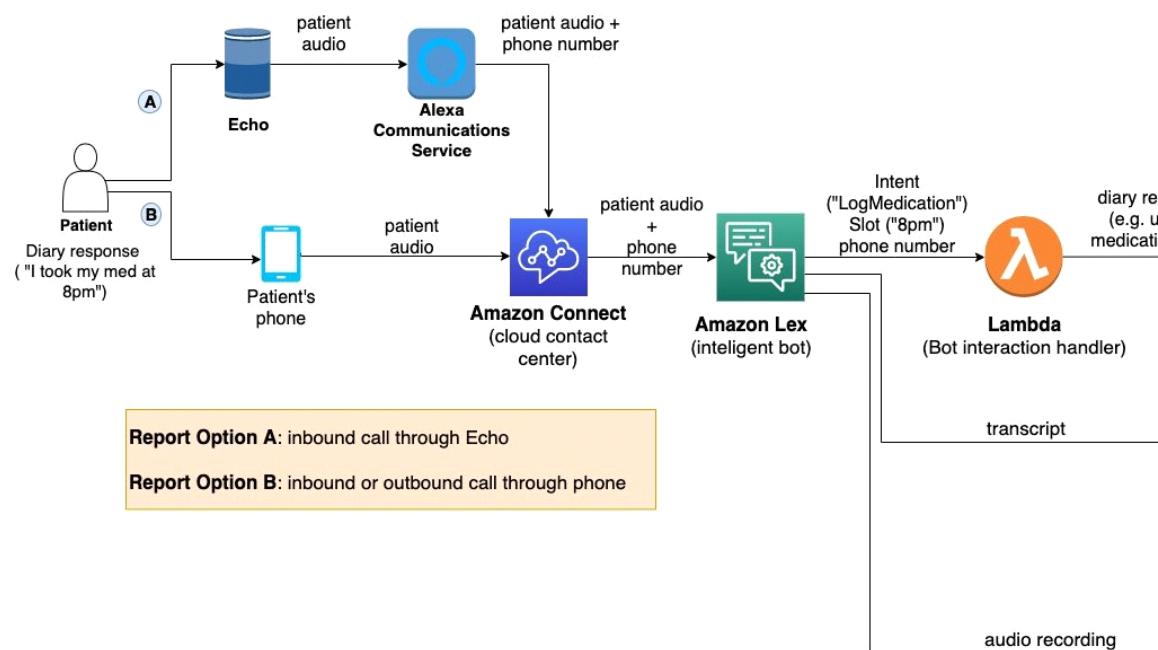 patient
audio
patient audio +
phone number
A
Echo
Alexa
Communications
Service
B
Patient
Diary response
( "I took my med at
8pm")
Patient's
phone
patient
audio
Amazon Connect
(cloud contact
center)
patient audio
+
phone
number
Amazon Lex
(inteligent bot)
Intent
("LogMedication")
Slot ("8pm")
phone number
Lambda
(Bot interaction handler)
diary re
(e.g. u
medicati
Report Option A: inbound call through Echo
Report Option B: inbound or outbound call through phone
transcript
audio recording